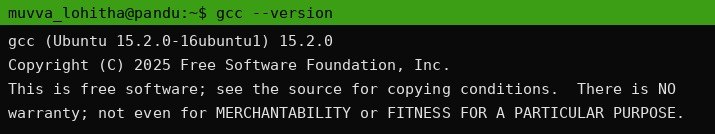 muvva_lohitha@pandu:~$ gcc --version
gcc (Ubuntu 15.2.0-16ubuntu1) 15.2.0
Copyright (C) 2025 Free Software Foundation, Inc.
This is free software; see the source for copying conditions.  There is NO
warranty; not even for MERCHANTABILITY or FITNESS FOR A PARTICULAR PURPOSE.